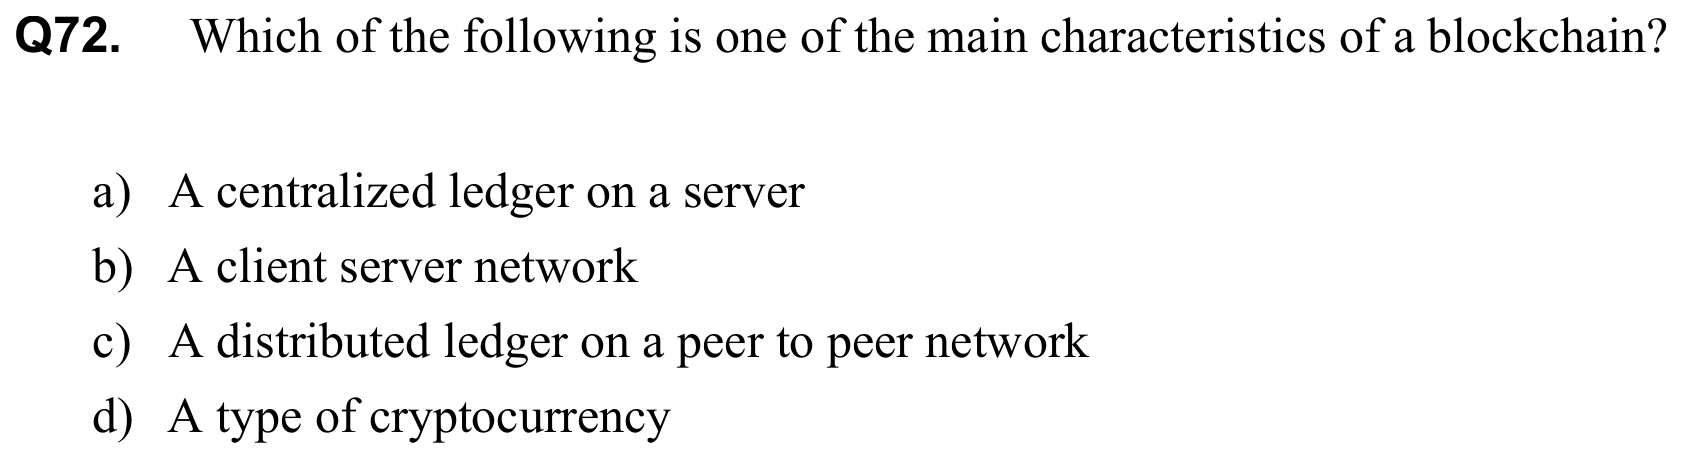 Q72. Which of the following is one of the main characteristics of a blockchain?
a) A centralized ledger on a server
b) A client server network
c) A distributed ledger on a peer to peer network
d) A type of cryptocurrency